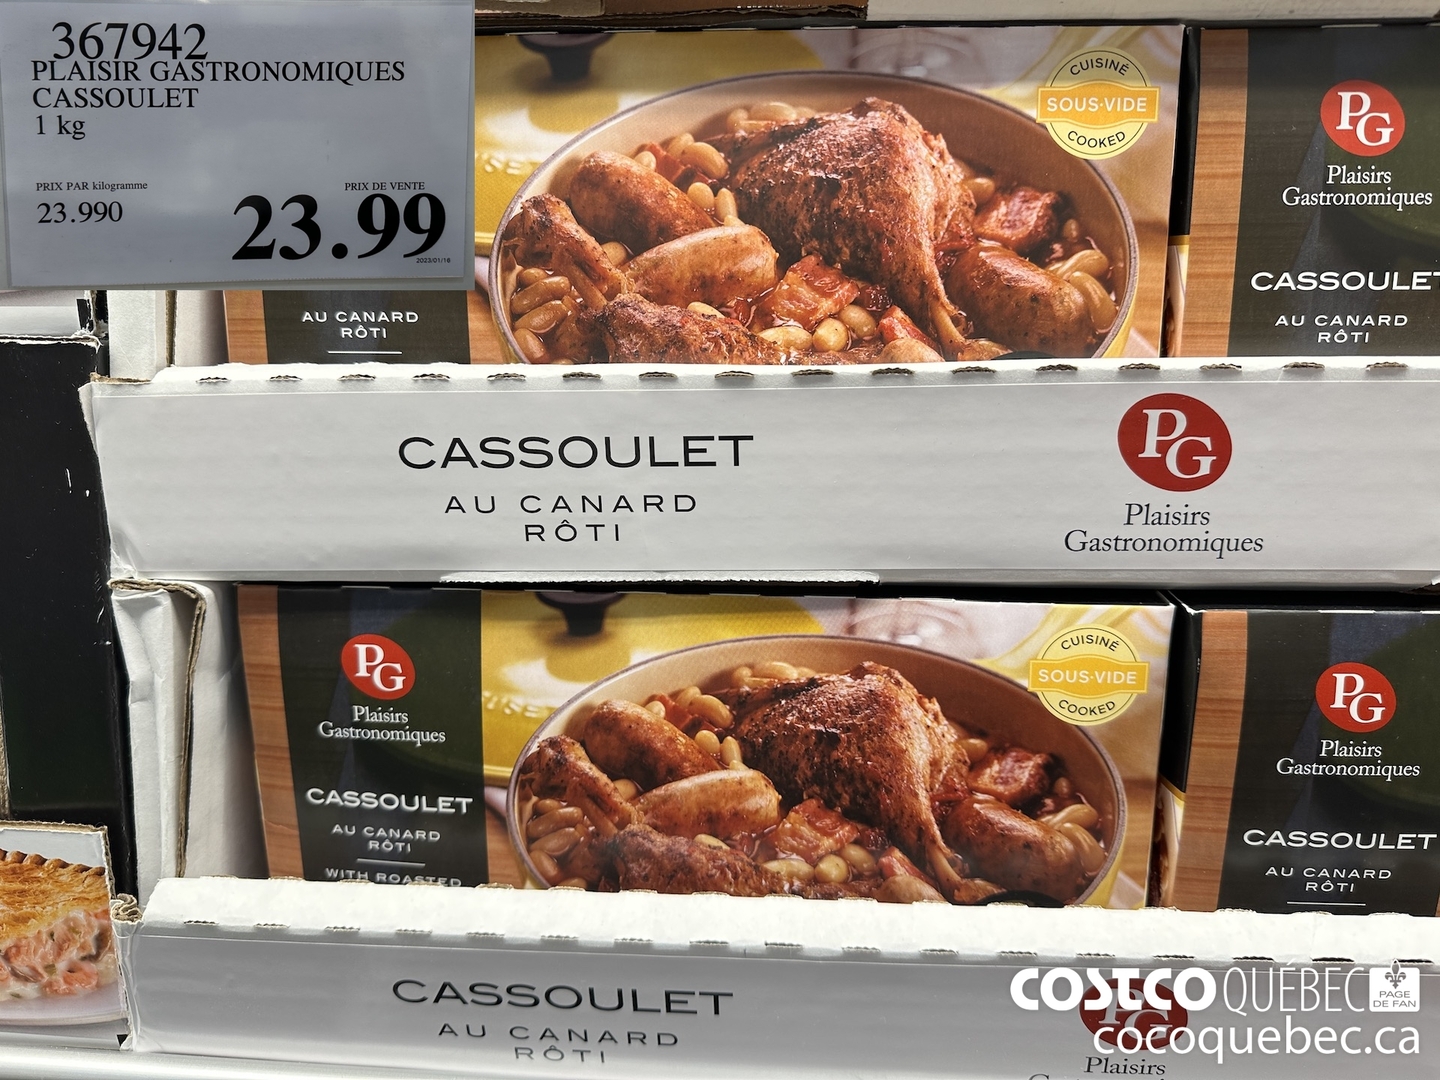 367942
PLAISIR GASTRONOMIQUES
CASSOULET
1 kg
PRIX PAR kilogramme
PRIX DE VENTE
23.990
23.99
2023/01/16
AU CANARD
RÔTI
CUISINÉ
SOUS-VIDE
COOKED
PG
Plaisirs
Gastronomiques
CASSOULET
AU CANARD
RÔTI
CASSOULET
AU CANARD
RÔTI
PG
Plaisirs
Gastronomiques
PG
Plaisirs
Gastronomiques
CASSOULET
AU CANARD
RÔTI
WITH ROASTED
CUISINÉ
SOUS-VIDE
COOKED
PG
Plaisirs
Gastronomiques
CASSOULET
AU CANARD
RÔTI
CASSOULET
AU CANARD
RÔTI
PG
Plaisirs
COSTCO QUÉBEC
PAGE
DE FAN
cocoquebec.ca